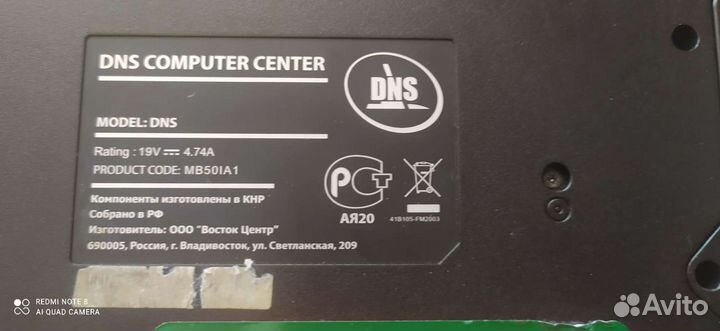 DNS COMPUTER CENTER
DNS
MODEL: DNS
Rating : 19V 4.74A
PRODUCT CODE: MB50IA1
Компоненты изготовлены в КНР
Собрано в РФ
Изготовитель: ООО "Восток Центр"
690005, Россия, г. Владивосток, ул. Светланская, 209
РСТ
АЯ20
41B105-FM2003
REDMI NOTE 8
AI QUAD CAMERA
Avito